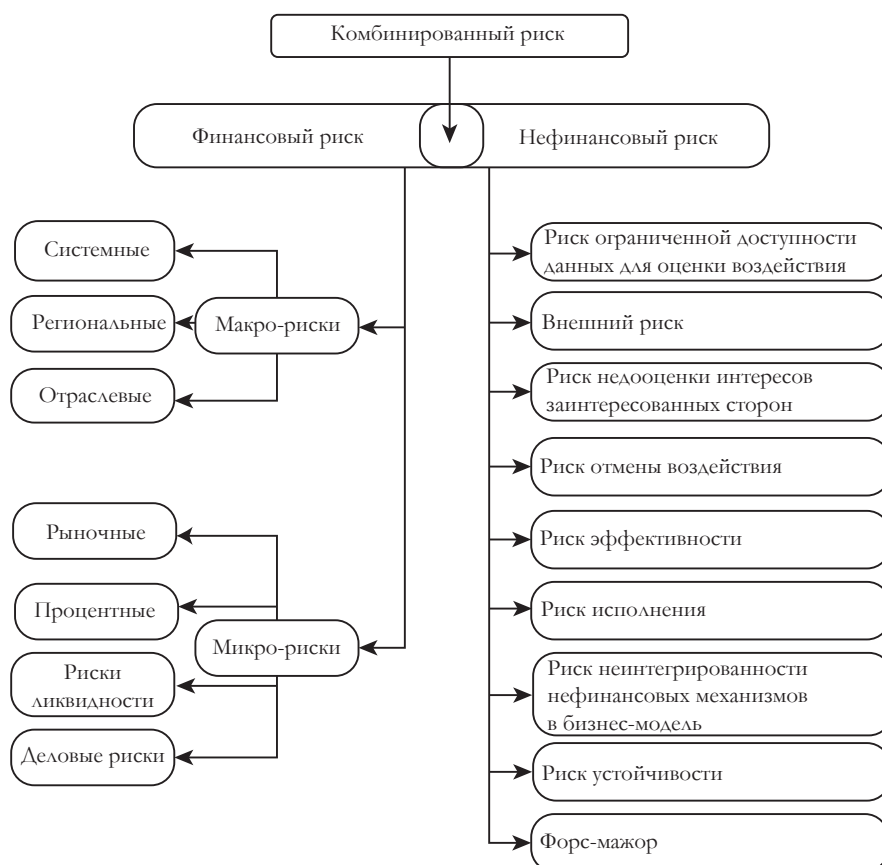 Комбинированный риск
Финансовый риск
Нефинансовый риск
Системные
Региональные
Отраслевые
Макро-риски
Рыночные
Процентные
Риски
ликвидности
Деловые риски
Микро-риски
Риск ограниченной доступности
данных для оценки воздействия
Внешний риск
Риск недооценки интересов
заинтересованных сторон
Риск отмены воздействия
Риск эффективности
Риск исполнения
Риск неинтегрированности
нефинансовых механизмов
в бизнес-модель
Риск устойчивости
Форс-мажор